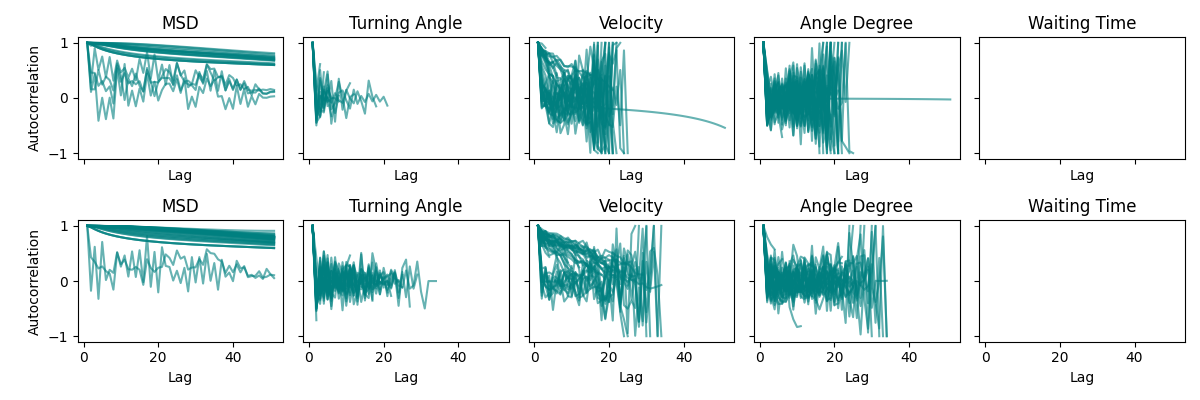 MSD Turning Angle Velocity Angle Degree Waiting Time
Autocorrelation
1
0
−1
Lag Lag Lag Lag Lag
MSD Turning Angle Velocity Angle Degree Waiting Time
Autocorrelation
1
0
−1
0 20 40 0 20 40 0 20 40 0 20 40 0 20 40
Lag Lag Lag Lag Lag